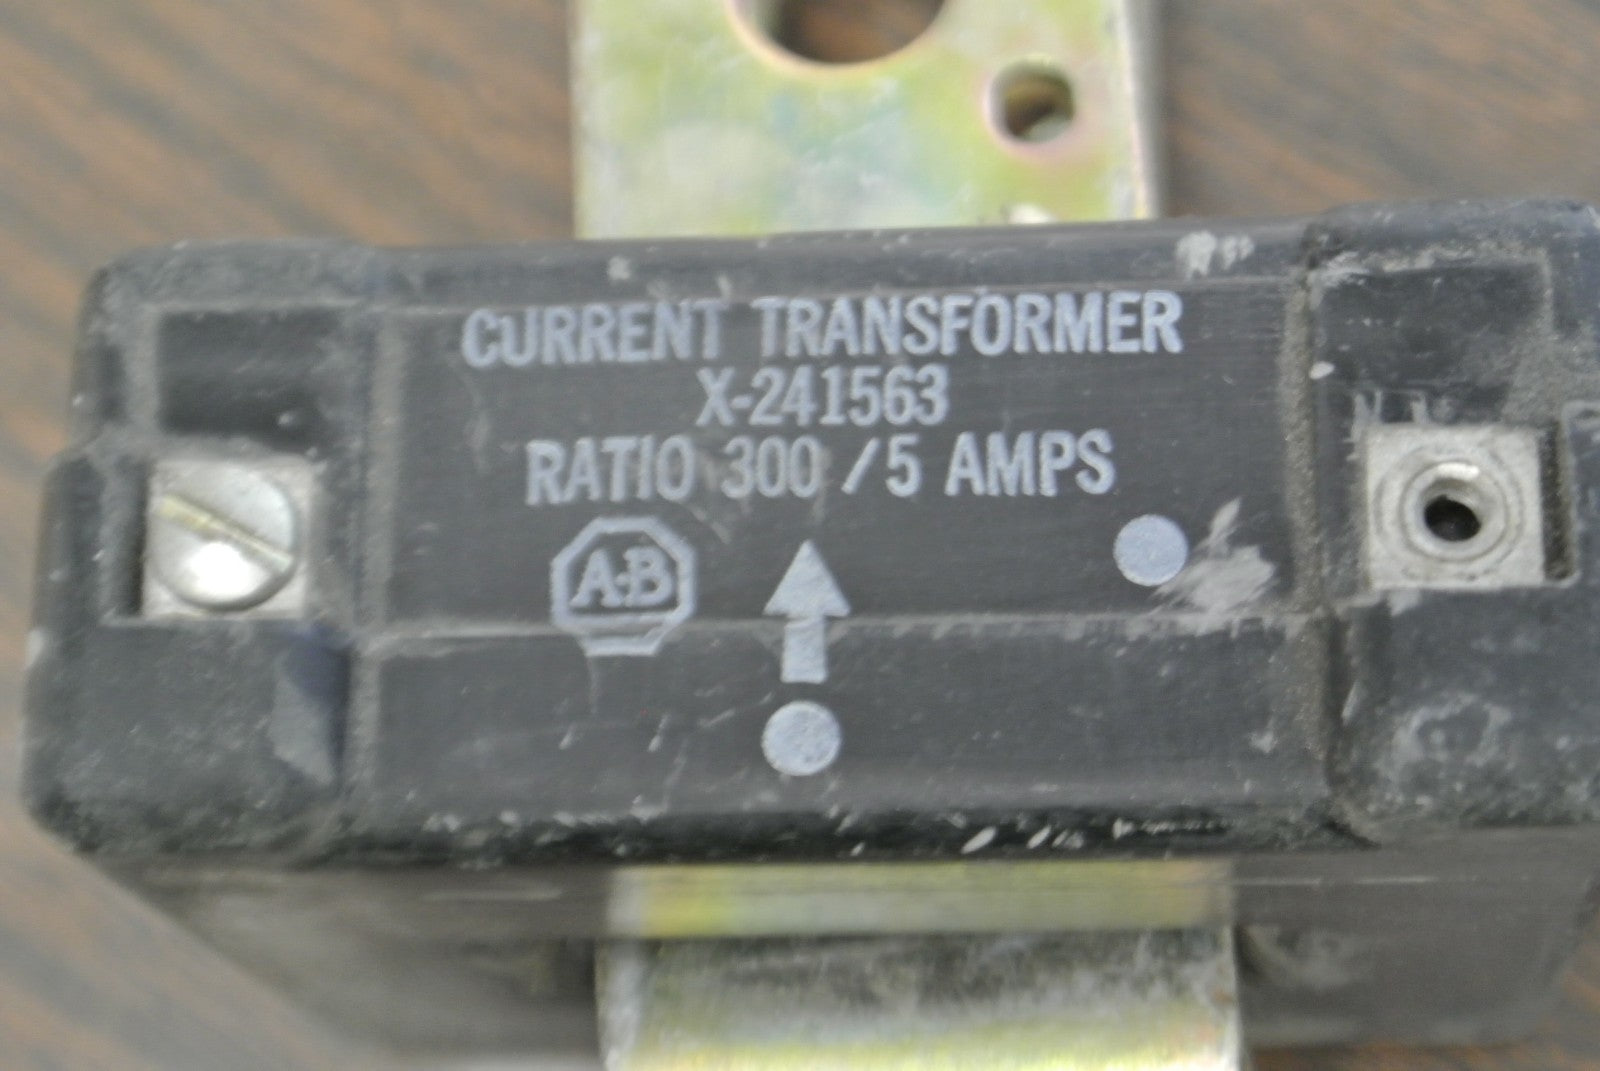 CURRENT TRANSFORMER
X-241563
RATIO 300 /5 AMPS
A-B